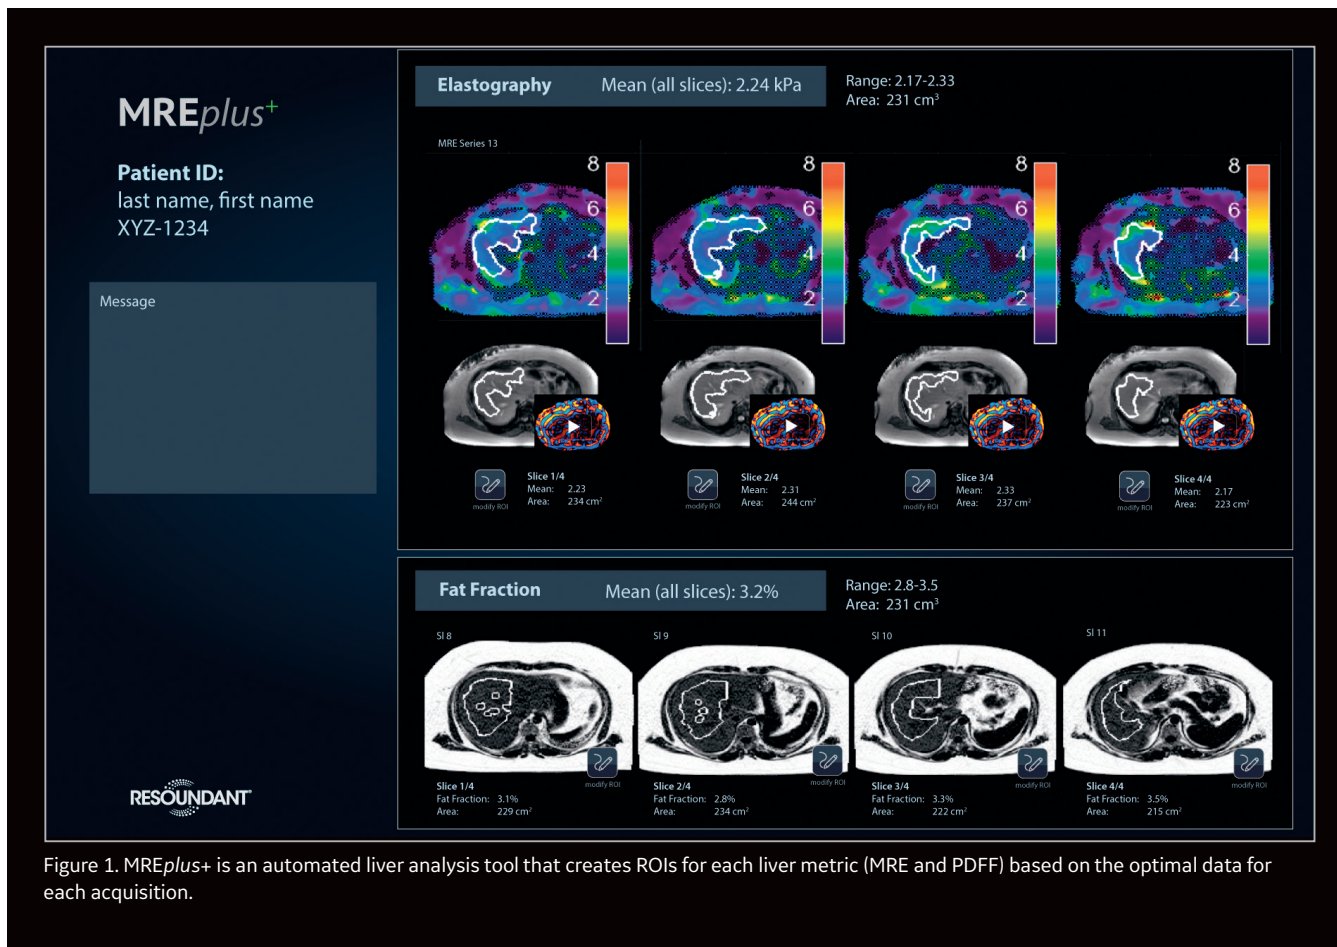 MREplus+
Patient ID:
last name, first name
XYZ-1234
Message
RESOUNDANT
Elastography Mean (all slices): 2.24 kPa
Range: 2.17-2.33
Area: 231 cm³
MRE Series 13
8 8 8 8
6 6 6 6
4 4 4 4
2 2 2 2
modify ROI
Slice 1/4
Mean: 2.23
Area: 234 cm²
modify ROI
Slice 2/4
Mean: 2.31
Area: 244 cm²
modify ROI
Slice 3/4
Mean: 2.33
Area: 237 cm²
modify ROI
Slice 4/4
Mean: 2.17
Area: 223 cm²
Fat Fraction Mean (all slices): 3.2%
Range: 2.8-3.5
Area: 231 cm³
Sl 8
modify ROI
Slice 1/4
Fat Fraction: 3.1%
Area: 229 cm²
Sl 9
modify ROI
Slice 2/4
Fat Fraction: 2.8%
Area: 234 cm²
Sl 10
modify ROI
Slice 3/4
Fat Fraction: 3.3%
Area: 222 cm²
Sl 11
modify ROI
Slice 4/4
Fat Fraction: 3.5%
Area: 215 cm²
Figure 1. MREplus+ is an automated liver analysis tool that creates ROIs for each liver metric (MRE and PDFF) based on the optimal data for
each acquisition.